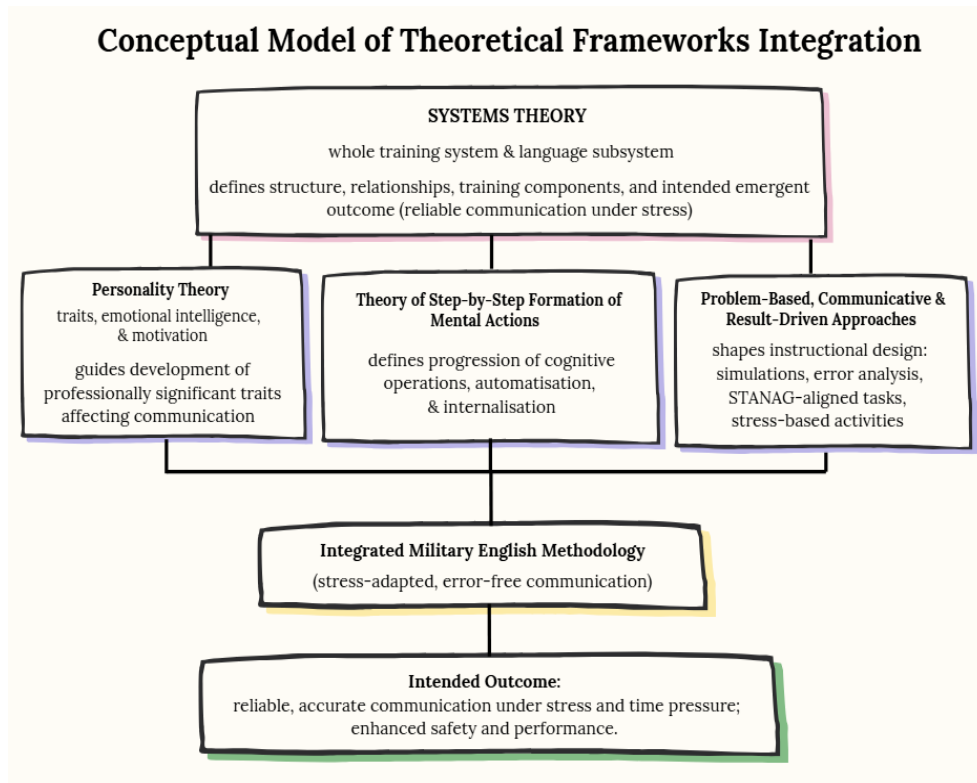 Conceptual Model of Theoretical Frameworks Integration
SYSTEMS THEORY
whole training system & language subsystem
defines structure, relationships, training components, and intended emergent
outcome (reliable communication under stress)
Personality Theory
traits, emotional intelligence,
& motivation
guides development of
professionally significant traits
affecting communication
Theory of Step-by-Step Formation of
Mental Actions
defines progression of cognitive
operations, automatisation,
& internalisation
Problem-Based, Communicative &
Result-Driven Approaches
shapes instructional design:
simulations, error analysis,
STANAG-aligned tasks,
stress-based activities
Integrated Military English Methodology
(stress-adapted, error-free communication)
Intended Outcome:
reliable, accurate communication under stress and time pressure;
enhanced safety and performance.